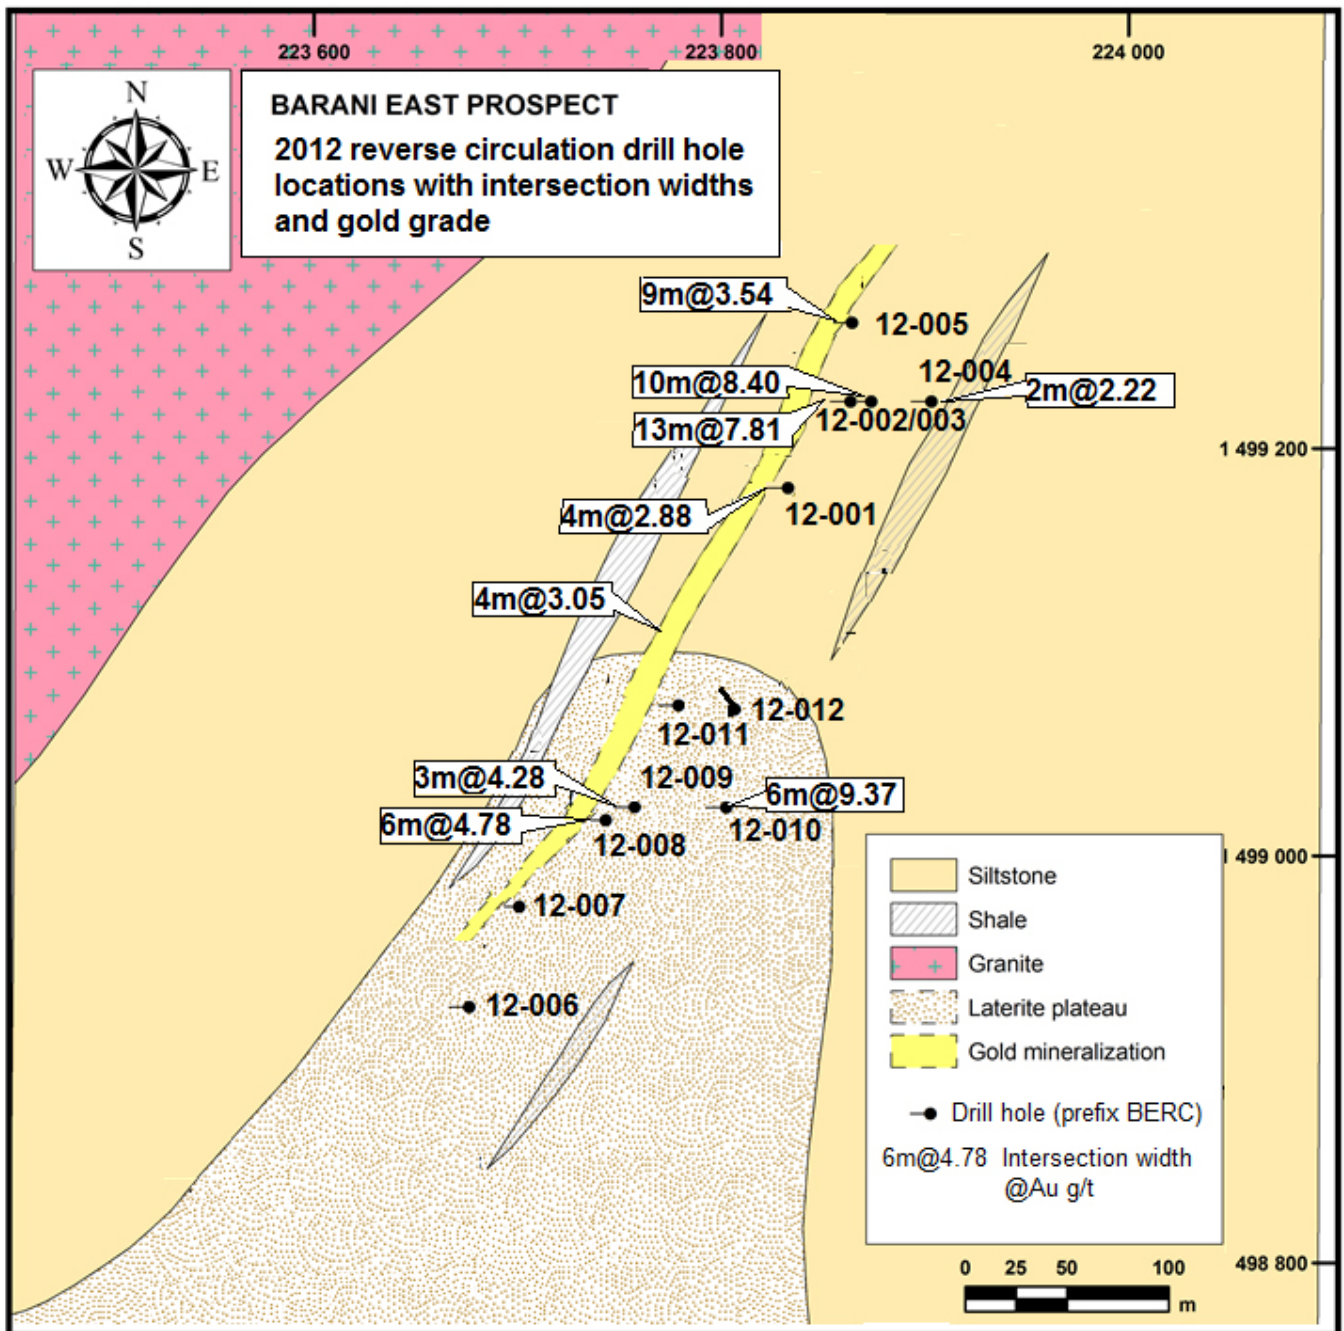 223 600
223 800
224 000
N
W
E
S
BARANI EAST PROSPECT
2012 reverse circulation drill hole
locations with intersection widths
and gold grade
9m@3.54
12-005
12-004
10m@8.40
2m@2.22
12-002/003
13m@7.81
1 499 200
4m@2.88
12-001
4m@3.05
12-012
12-011
3m@4.28
12-009
6m@9.37
6m@4.78
12-010
12-008
1 499 000
12-007
12-006
Siltstone
Shale
Granite
Laterite plateau
Gold mineralization
Drill hole (prefix BERC)
6m@4.78 Intersection width
@Au g/t
498 800
0 25 50 100
m